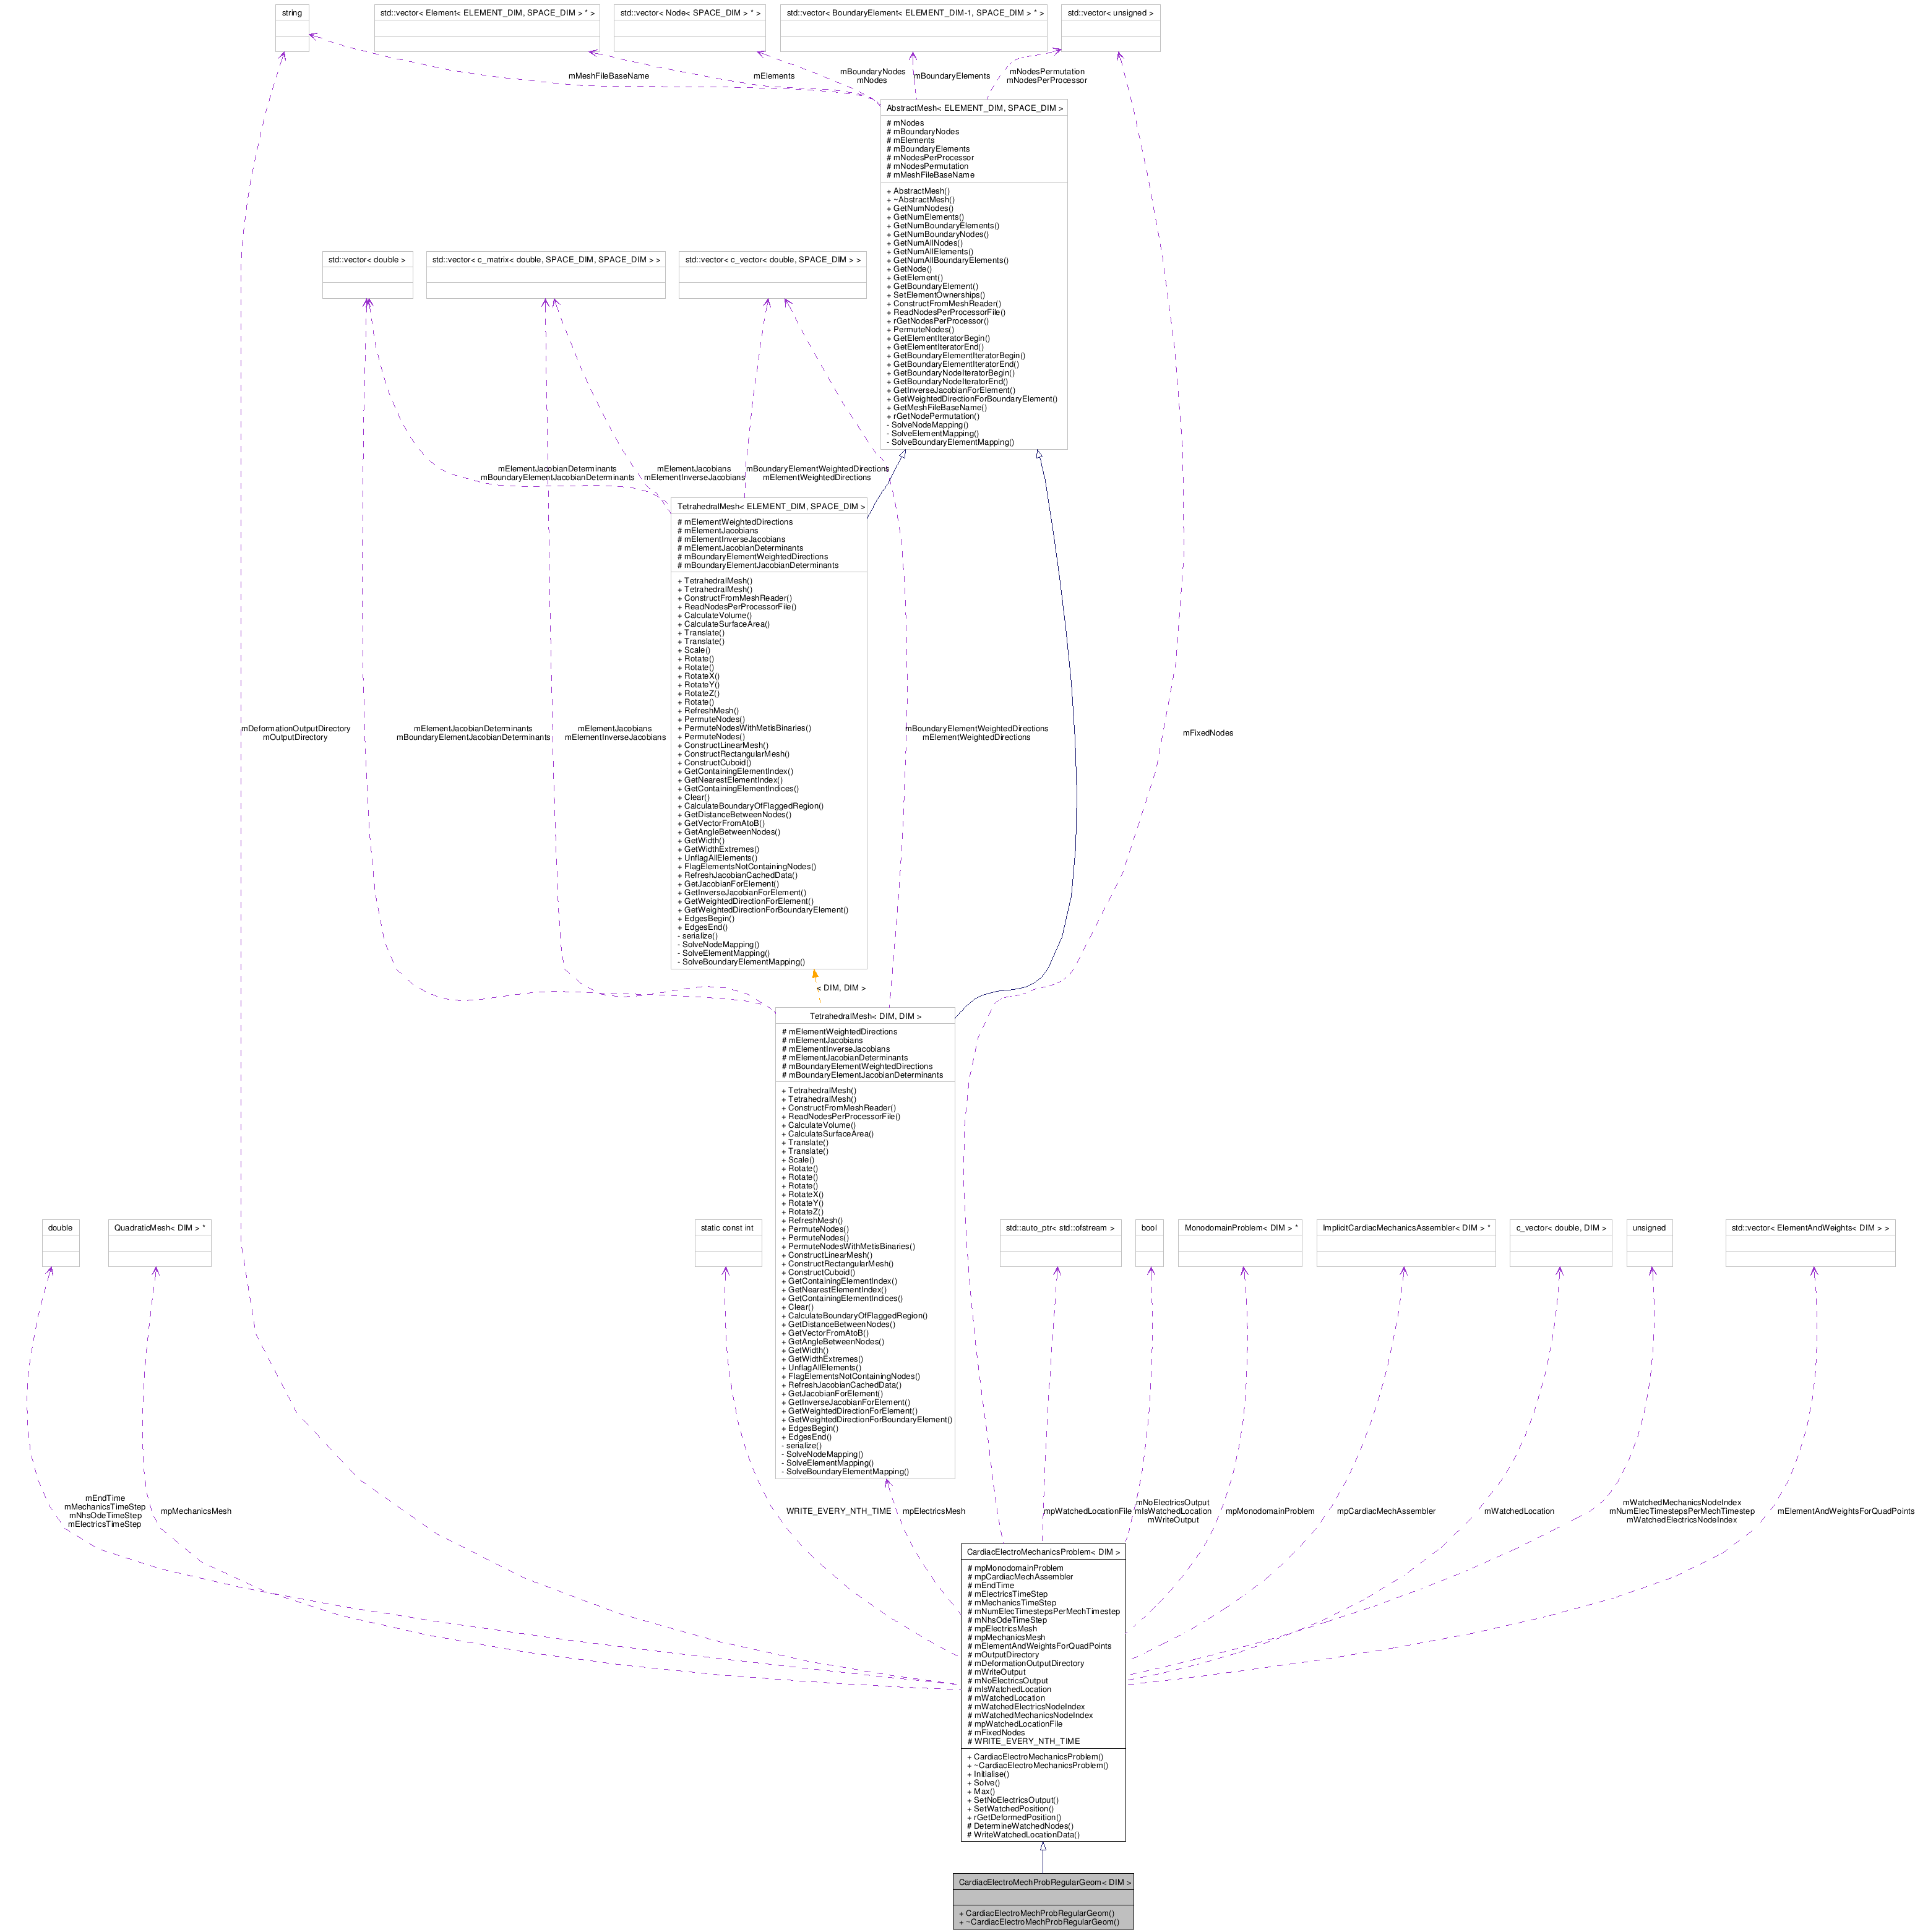 string
std::vector< Element< ELEMENT_DIM, SPACE_DIM > * >
std::vector< Node< SPACE_DIM > * >
std::vector< BoundaryElement< ELEMENT_DIM-1, SPACE_DIM > * >
std::vector< unsigned >
mMeshFileBaseName
mElements
mBoundaryNodes
mNodes
mBoundaryElements
mNodesPermutation
mNodesPerProcessor
AbstractMesh< ELEMENT_DIM, SPACE_DIM >
# mNodes
# mBoundaryNodes
# mElements
# mBoundaryElements
# mNodesPerProcessor
# mNodesPermutation
# mMeshFileBaseName
+ AbstractMesh()
+ ~AbstractMesh()
+ GetNumNodes()
+ GetNumElements()
+ GetNumBoundaryElements()
+ GetNumBoundaryNodes()
+ GetNumAllNodes()
+ GetNumAllElements()
+ GetNumAllBoundaryElements()
+ GetNode()
+ GetElement()
+ GetBoundaryElement()
+ SetElementOwnerships()
+ ConstructFromMeshReader()
+ ReadNodesPerProcessorFile()
+ rGetNodesPerProcessor()
+ PermuteNodes()
+ GetElementIteratorBegin()
+ GetElementIteratorEnd()
+ GetBoundaryElementIteratorBegin()
+ GetBoundaryElementIteratorEnd()
+ GetBoundaryNodeIteratorBegin()
+ GetBoundaryNodeIteratorEnd()
+ GetInverseJacobianForElement()
+ GetWeightedDirectionForBoundaryElement()
+ GetMeshFileBaseName()
+ rGetNodePermutation()
- SolveNodeMapping()
- SolveElementMapping()
- SolveBoundaryElementMapping()
std::vector< double >
std::vector< c_matrix< double, SPACE_DIM, SPACE_DIM > >
std::vector< c_vector< double, SPACE_DIM > >
mElementJacobianDeterminants
mBoundaryElementJacobianDeterminants
mElementJacobians
mElementInverseJacobians
mBoundaryElementWeightedDirections
mElementWeightedDirections
TetrahedralMesh< ELEMENT_DIM, SPACE_DIM >
# mElementWeightedDirections
# mElementJacobians
# mElementInverseJacobians
# mElementJacobianDeterminants
# mBoundaryElementWeightedDirections
# mBoundaryElementJacobianDeterminants
+ TetrahedralMesh()
+ TetrahedralMesh()
+ ConstructFromMeshReader()
+ ReadNodesPerProcessorFile()
+ CalculateVolume()
+ CalculateSurfaceArea()
+ Translate()
+ Translate()
+ Scale()
+ Rotate()
+ Rotate()
+ RotateX()
+ RotateY()
+ RotateZ()
+ Rotate()
+ RefreshMesh()
+ PermuteNodes()
+ PermuteNodesWithMetisBinaries()
+ PermuteNodes()
+ ConstructLinearMesh()
+ ConstructRectangularMesh()
+ ConstructCuboid()
+ GetContainingElementIndex()
+ GetNearestElementIndex()
+ GetContainingElementIndices()
+ Clear()
+ CalculateBoundaryOfFlaggedRegion()
+ GetDistanceBetweenNodes()
+ GetVectorFromAtoB()
+ GetAngleBetweenNodes()
+ GetWidth()
+ GetWidthExtremes()
+ UnflagAllElements()
+ FlagElementsNotContainingNodes()
+ RefreshJacobianCachedData()
+ GetJacobianForElement()
+ GetInverseJacobianForElement()
+ GetWeightedDirectionForElement()
+ GetWeightedDirectionForBoundaryElement()
+ EdgesBegin()
+ EdgesEnd()
- serialize()
- SolveNodeMapping()
- SolveElementMapping()
- SolveBoundaryElementMapping()
mDeformationOutputDirectory
mOutputDirectory
mElementJacobianDeterminants
mBoundaryElementJacobianDeterminants
mElementJacobians
mElementInverseJacobians
mBoundaryElementWeightedDirections
mElementWeightedDirections
mFixedNodes
< DIM, DIM >
TetrahedralMesh< DIM, DIM >
# mElementWeightedDirections
# mElementJacobians
# mElementInverseJacobians
# mElementJacobianDeterminants
# mBoundaryElementWeightedDirections
# mBoundaryElementJacobianDeterminants
+ TetrahedralMesh()
+ TetrahedralMesh()
+ ConstructFromMeshReader()
+ ReadNodesPerProcessorFile()
+ CalculateVolume()
+ CalculateSurfaceArea()
+ Translate()
+ Translate()
+ Scale()
+ Rotate()
+ Rotate()
+ Rotate()
+ RotateX()
+ RotateY()
+ RotateZ()
+ RefreshMesh()
+ PermuteNodes()
+ PermuteNodes()
+ PermuteNodesWithMetisBinaries()
+ ConstructLinearMesh()
+ ConstructRectangularMesh()
+ ConstructCuboid()
+ GetContainingElementIndex()
+ GetNearestElementIndex()
+ GetContainingElementIndices()
+ Clear()
+ CalculateBoundaryOfFlaggedRegion()
+ GetDistanceBetweenNodes()
+ GetVectorFromAtoB()
+ GetAngleBetweenNodes()
+ GetWidth()
+ GetWidthExtremes()
+ UnflagAllElements()
+ FlagElementsNotContainingNodes()
+ RefreshJacobianCachedData()
+ GetJacobianForElement()
+ GetInverseJacobianForElement()
+ GetWeightedDirectionForElement()
+ GetWeightedDirectionForBoundaryElement()
+ EdgesBegin()
+ EdgesEnd()
- serialize()
- SolveNodeMapping()
- SolveElementMapping()
- SolveBoundaryElementMapping()
double
QuadraticMesh< DIM > *
static const int
std::auto_ptr< std::ofstream >
bool
MonodomainProblem< DIM > *
ImplicitCardiacMechanicsAssembler< DIM > *
c_vector< double, DIM >
unsigned
std::vector< ElementAndWeights< DIM > >
mEndTime
mMechanicsTimeStep
mNhsOdeTimeStep
mElectricsTimeStep
mpMechanicsMesh
WRITE_EVERY_NTH_TIME
mpElectricsMesh
mpWatchedLocationFile
mNoElectricsOutput
mIsWatchedLocation
mWriteOutput
mpMonodomainProblem
mpCardiacMechAssembler
mWatchedLocation
mWatchedMechanicsNodeIndex
mNumElecTimestepsPerMechTimestep
mWatchedElectricsNodeIndex
mElementAndWeightsForQuadPoints
CardiacElectroMechanicsProblem< DIM >
# mpMonodomainProblem
# mpCardiacMechAssembler
# mEndTime
# mElectricsTimeStep
# mMechanicsTimeStep
# mNumElecTimestepsPerMechTimestep
# mNhsOdeTimeStep
# mpElectricsMesh
# mpMechanicsMesh
# mElementAndWeightsForQuadPoints
# mOutputDirectory
# mDeformationOutputDirectory
# mWriteOutput
# mNoElectricsOutput
# mIsWatchedLocation
# mWatchedLocation
# mWatchedElectricsNodeIndex
# mWatchedMechanicsNodeIndex
# mpWatchedLocationFile
# mFixedNodes
# WRITE_EVERY_NTH_TIME
+ CardiacElectroMechanicsProblem()
+ ~CardiacElectroMechanicsProblem()
+ Initialise()
+ Solve()
+ Max()
+ SetNoElectricsOutput()
+ SetWatchedPosition()
+ rGetDeformedPosition()
# DetermineWatchedNodes()
# WriteWatchedLocationData()
CardiacElectroMechProbRegularGeom< DIM >
+ CardiacElectroMechProbRegularGeom()
+ ~CardiacElectroMechProbRegularGeom()